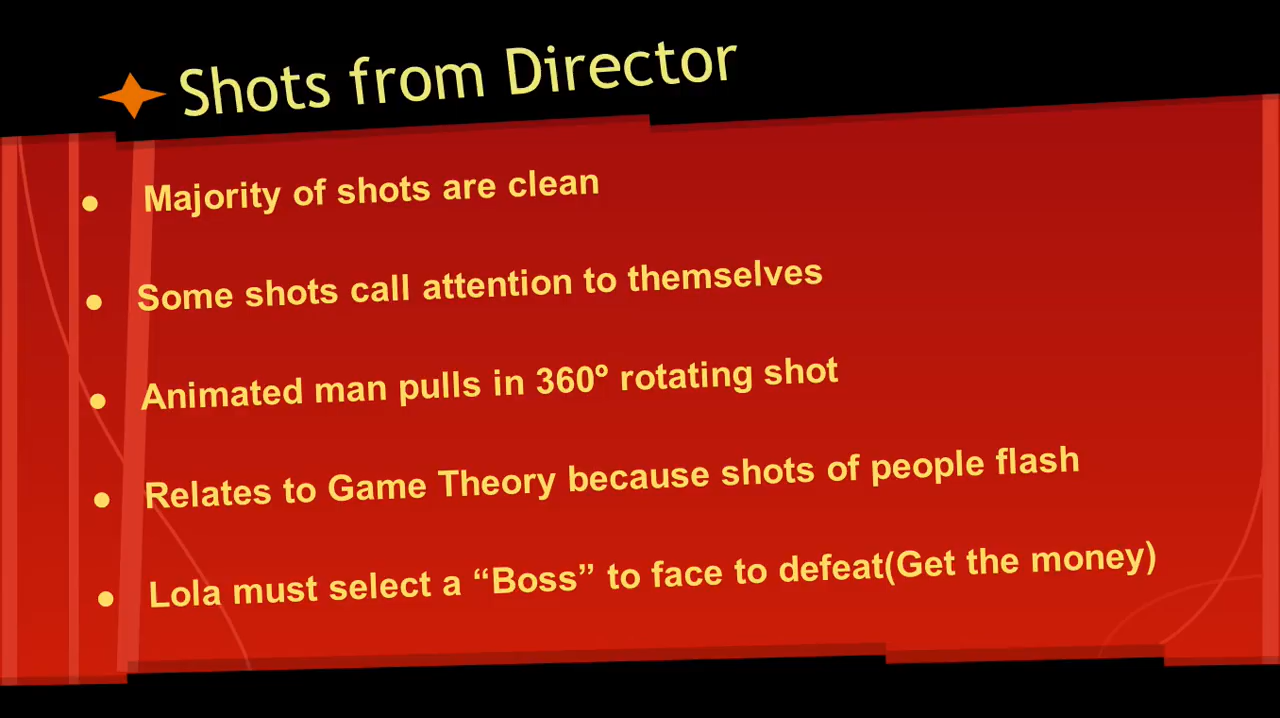 Shots from Director
Majority of shots are clean
Some shots call attention to themselves
Animated man pulls in 360º rotating shot
Relates to Game Theory because shots of people flash
Lola must select a “Boss” to face to defeat(Get the money)